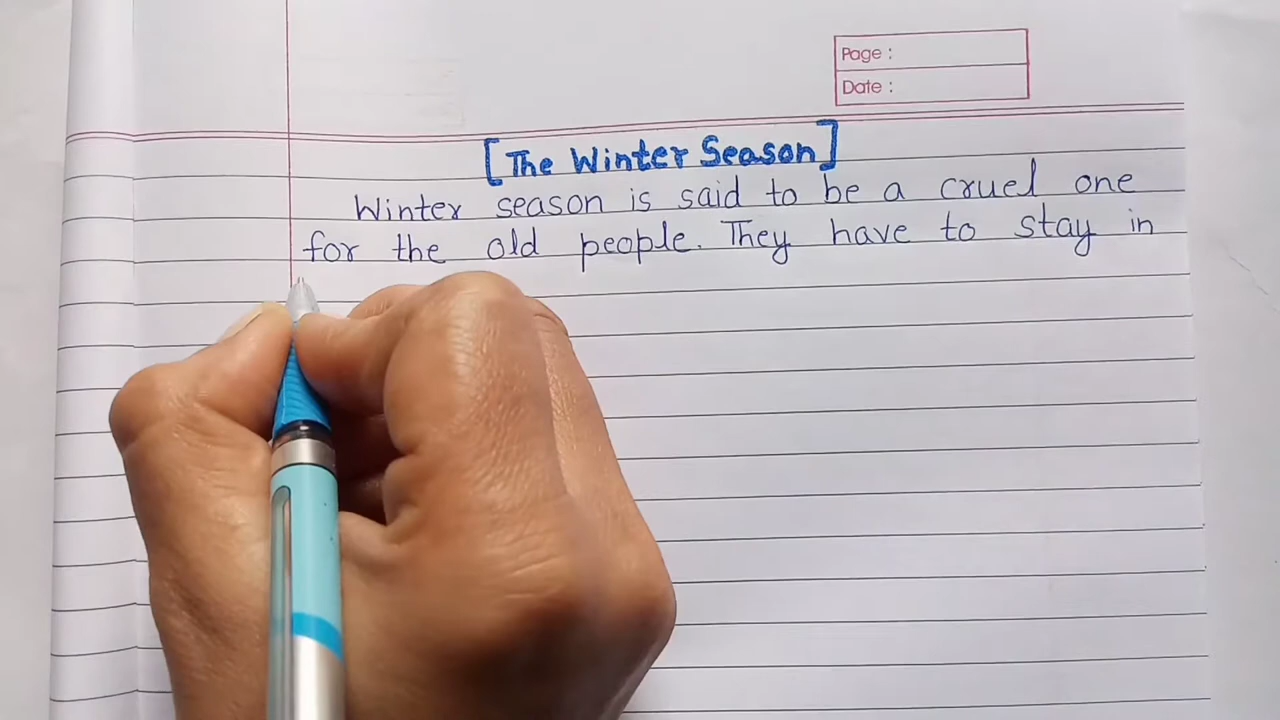 Page :
Date :
[The Winter Season]
Winter season is said to be a cruel one
for the old people. They have to stay in